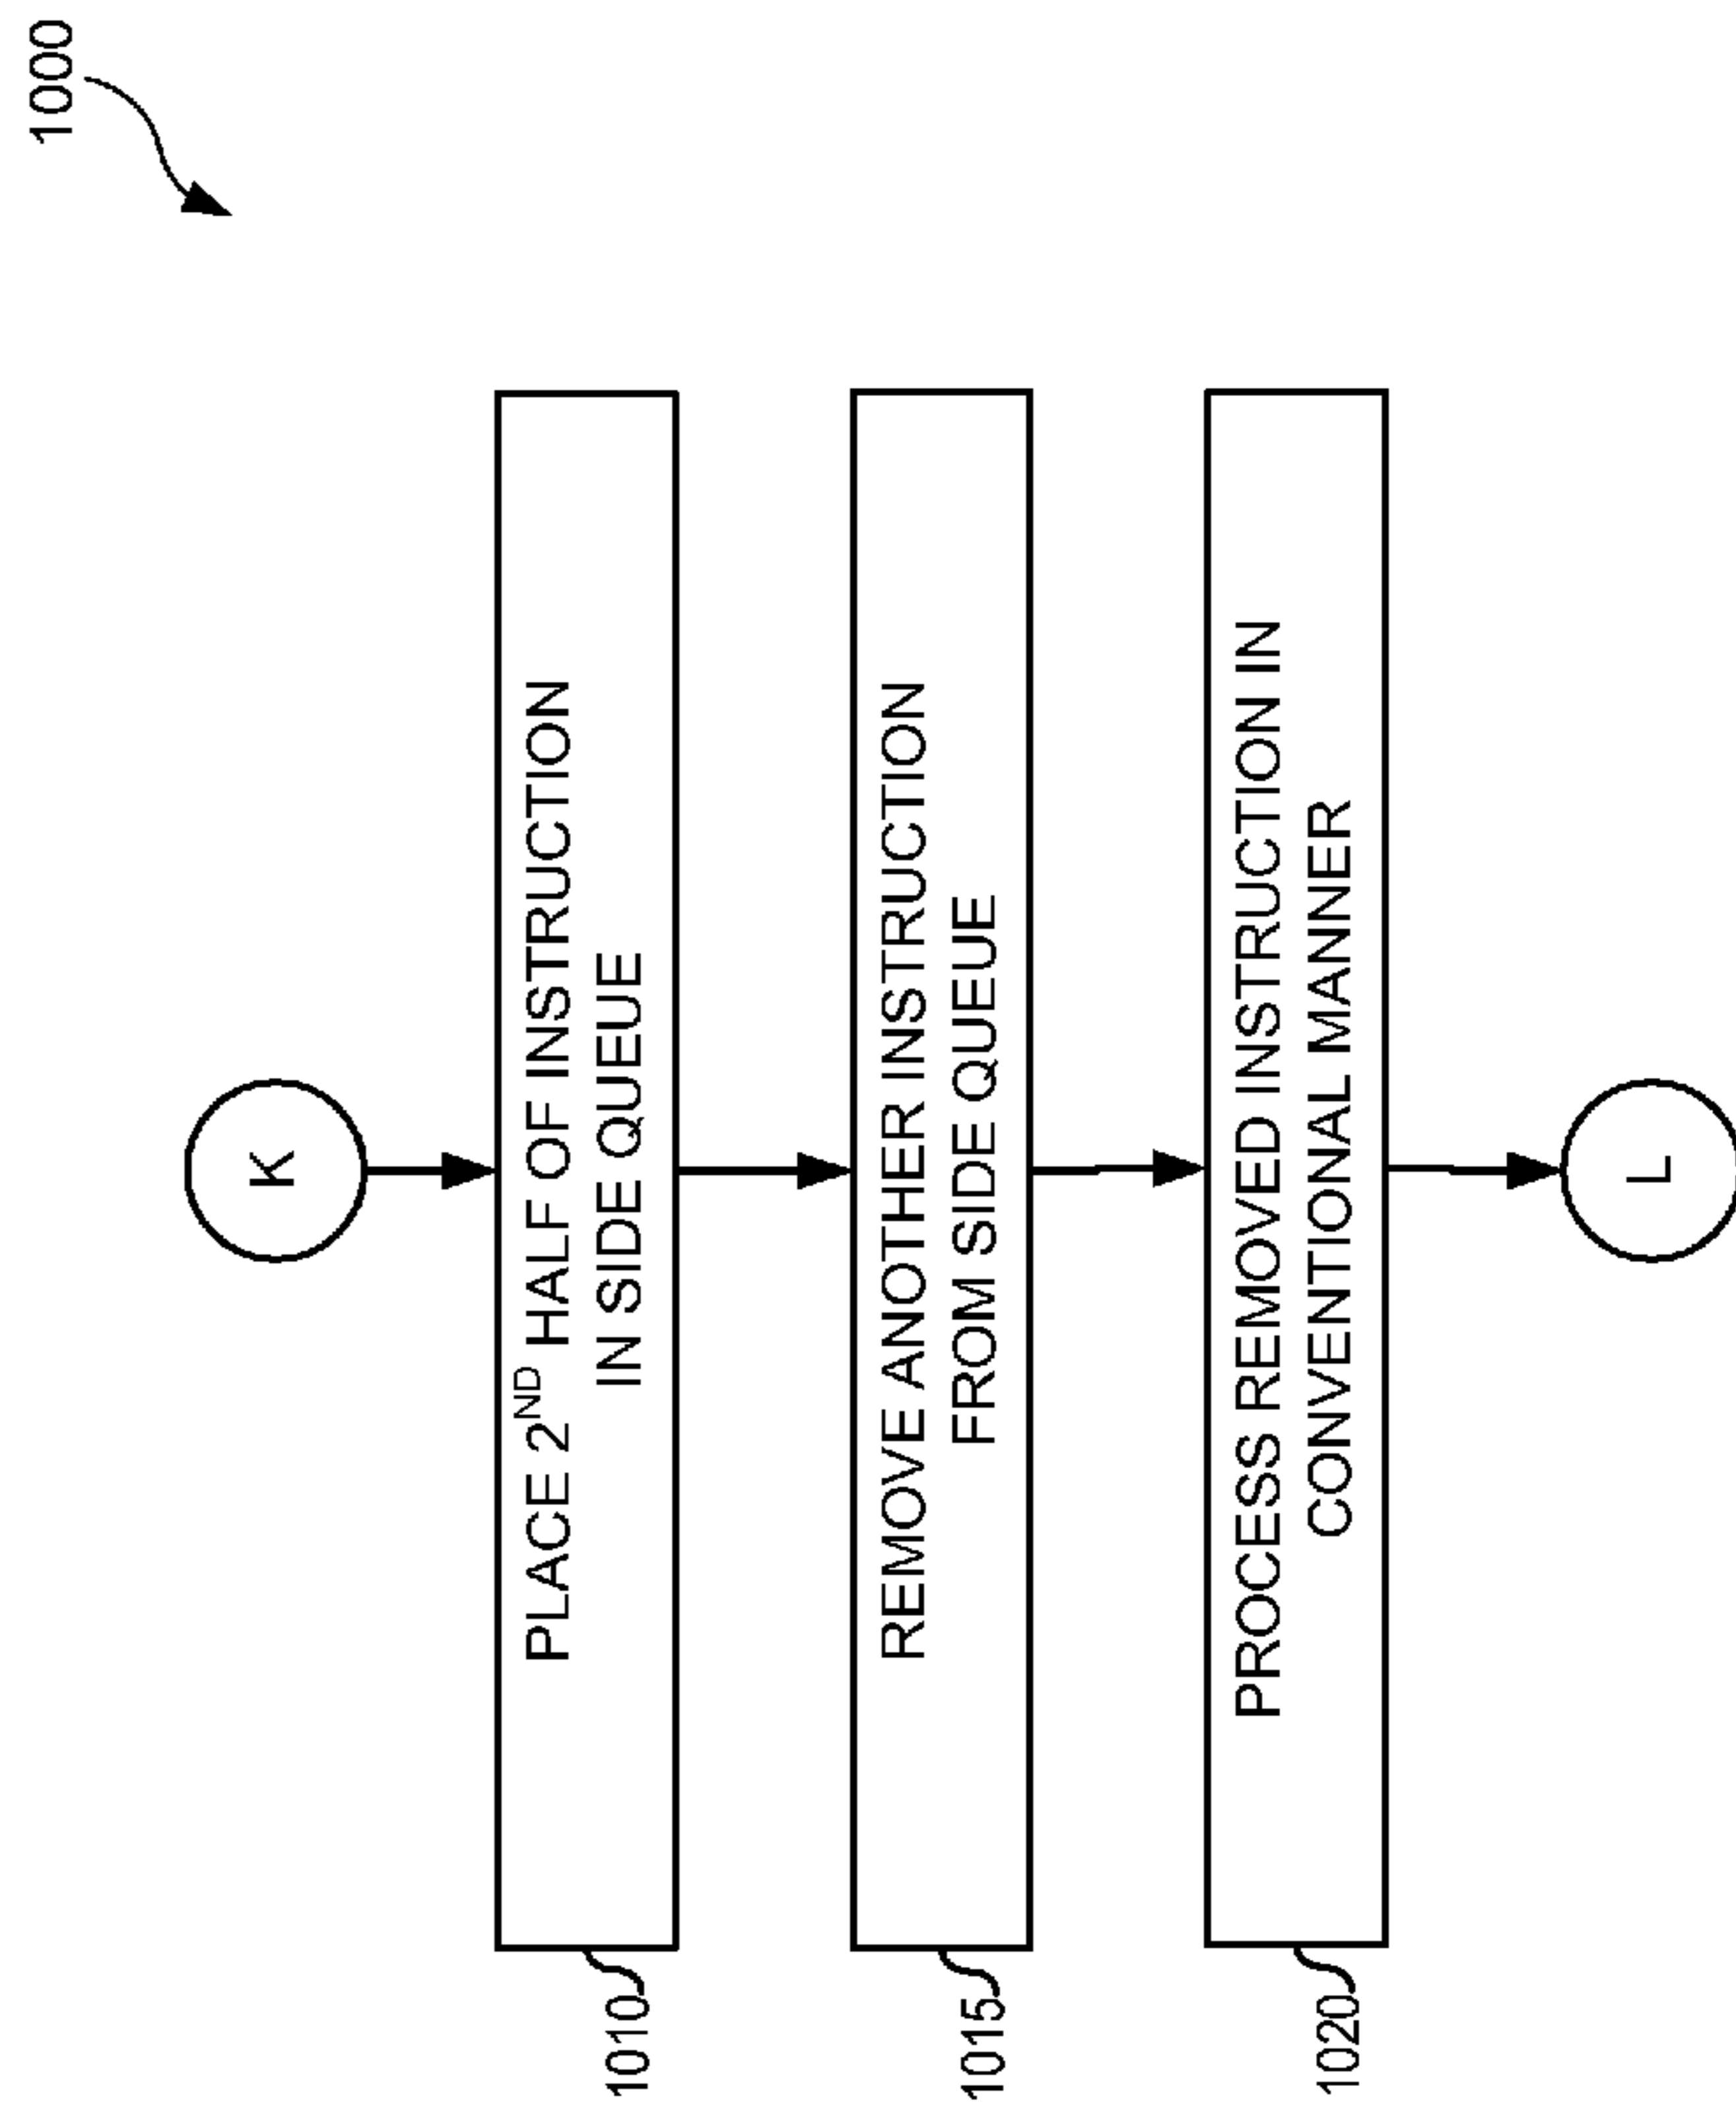 1000
K
PLACE 2ND HALF OF INSTRUCTION
IN SIDE QUEUE
1010
REMOVE ANOTHER INSTRUCTION
FROM SIDE QUEUE
1015
PROCESS REMOVED INSTRUCTION IN
CONVENTIONAL MANNER
1020
L